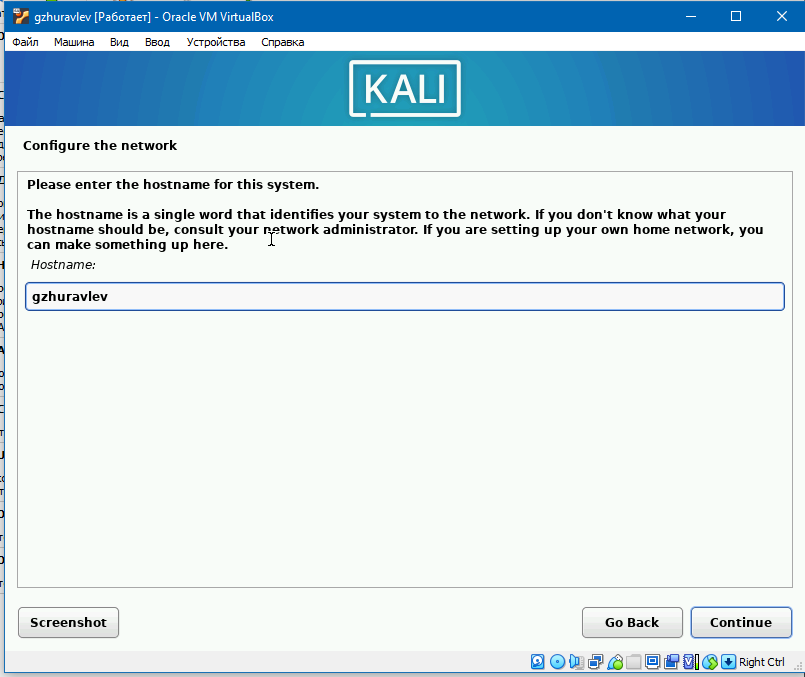 gzhuravlev [Работает] - Oracle VM VirtualBox
Файл Машина Вид Ввод Устройства Справка
KALI
Configure the network
Please enter the hostname for this system.
The hostname is a single word that identifies your system to the network. If you don't know what your
hostname should be, consult your network administrator. If you are setting up your own home network, you
can make something up here.
Hostname:
gzhuravlev
Screenshot Go Back Continue
Right Ctrl